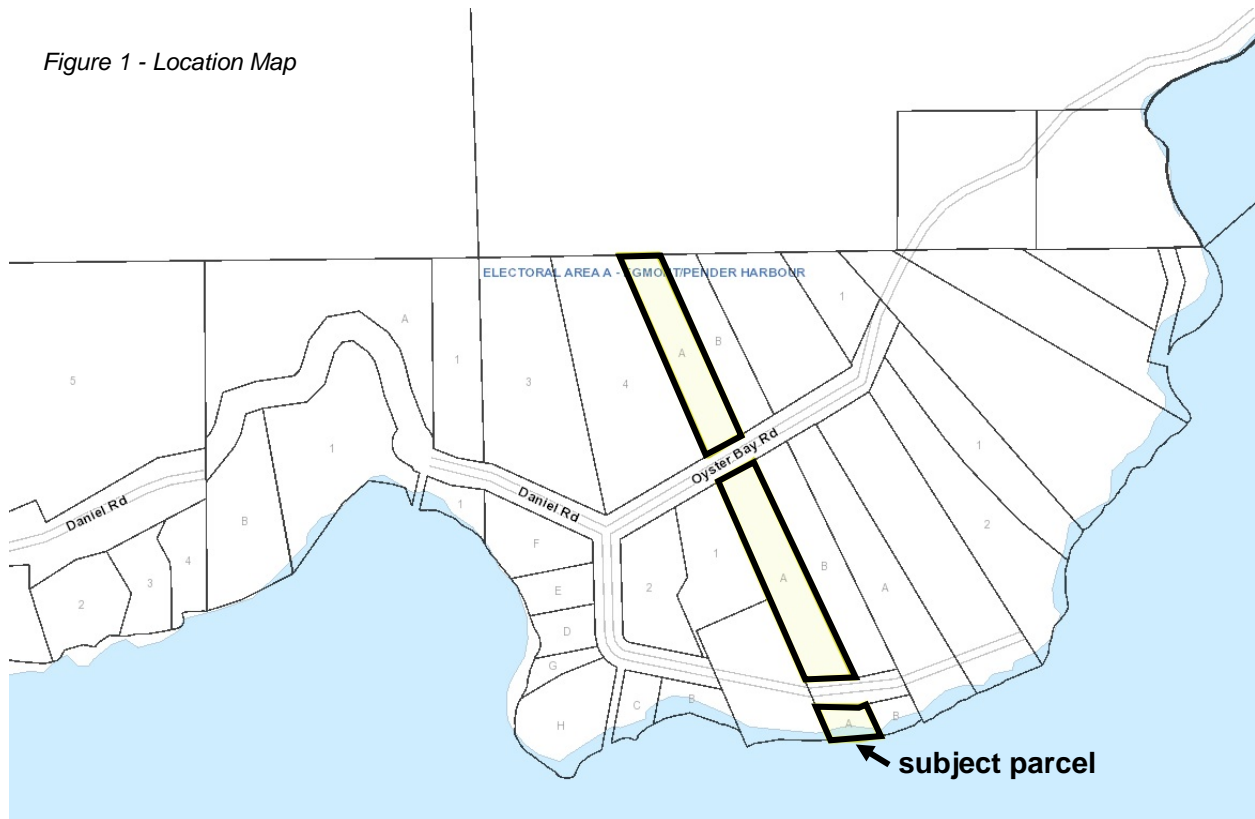 Figure 1 - Location Map
ELECTORAL AREA A - EGMONT/PENDER HARBOUR
A
1
5
1
3
4
A
B
1
B
1
Daniel Rd
Daniel Rd
Oyster Bay Rd
1
2
3
4
1
F
E
D
G
H
C
B
2
1
A
B
A
2
A
B
subject parcel